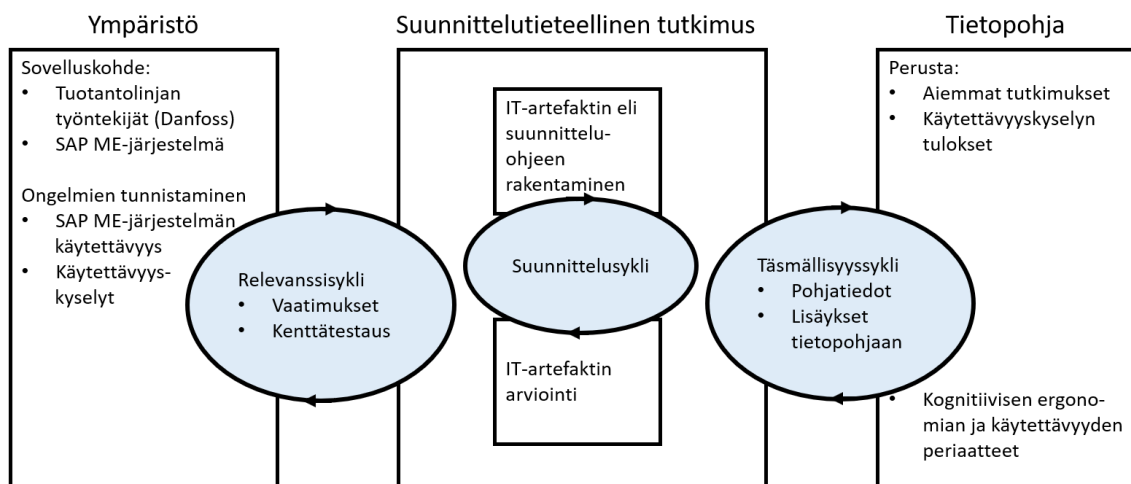 Ympäristö
Suunnittelutieteellinen tutkimus
Tietopohja
Sovelluskohde:
• Tuotantolinjan
työntekijät (Danfoss)
• SAP ME-järjestelmä
Ongelmien tunnistaminen
• SAP ME-järjestelmän
käytettävyys
• Käytettävyys-
kyselyt
Relevanssisykli
• Vaatimukset
• Kenttätestaus
IT-artefaktin eli
suunnittelu-
ohjeen
rakentaminen
Suunnittelusykli
IT-artefaktin
arviointi
Täsmällisyyssykli
• Pohjatiedot
• Lisäykset
tietopohjaan
Perusta:
• Aiemmat tutkimukset
• Käytettävyyskyselyn
tulokset
• Kognitiivisen ergono-
mian ja käytettävyyden
periaatteet